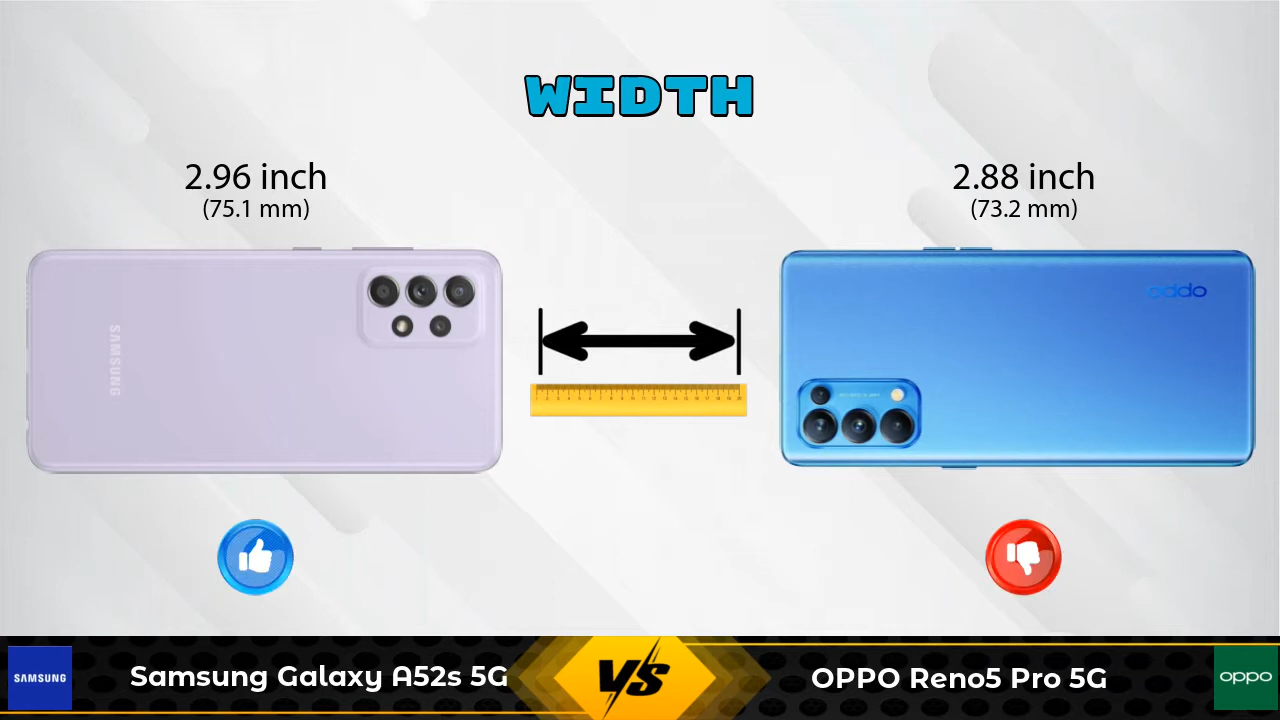 WIDTH
2.96 inch
(75.1 mm)
2.88 inch
(73.2 mm)
SAMSUNG
oppo
SAMSUNG
Samsung Galaxy A52s 5G
VS
OPPO Reno5 Pro 5G
oppo